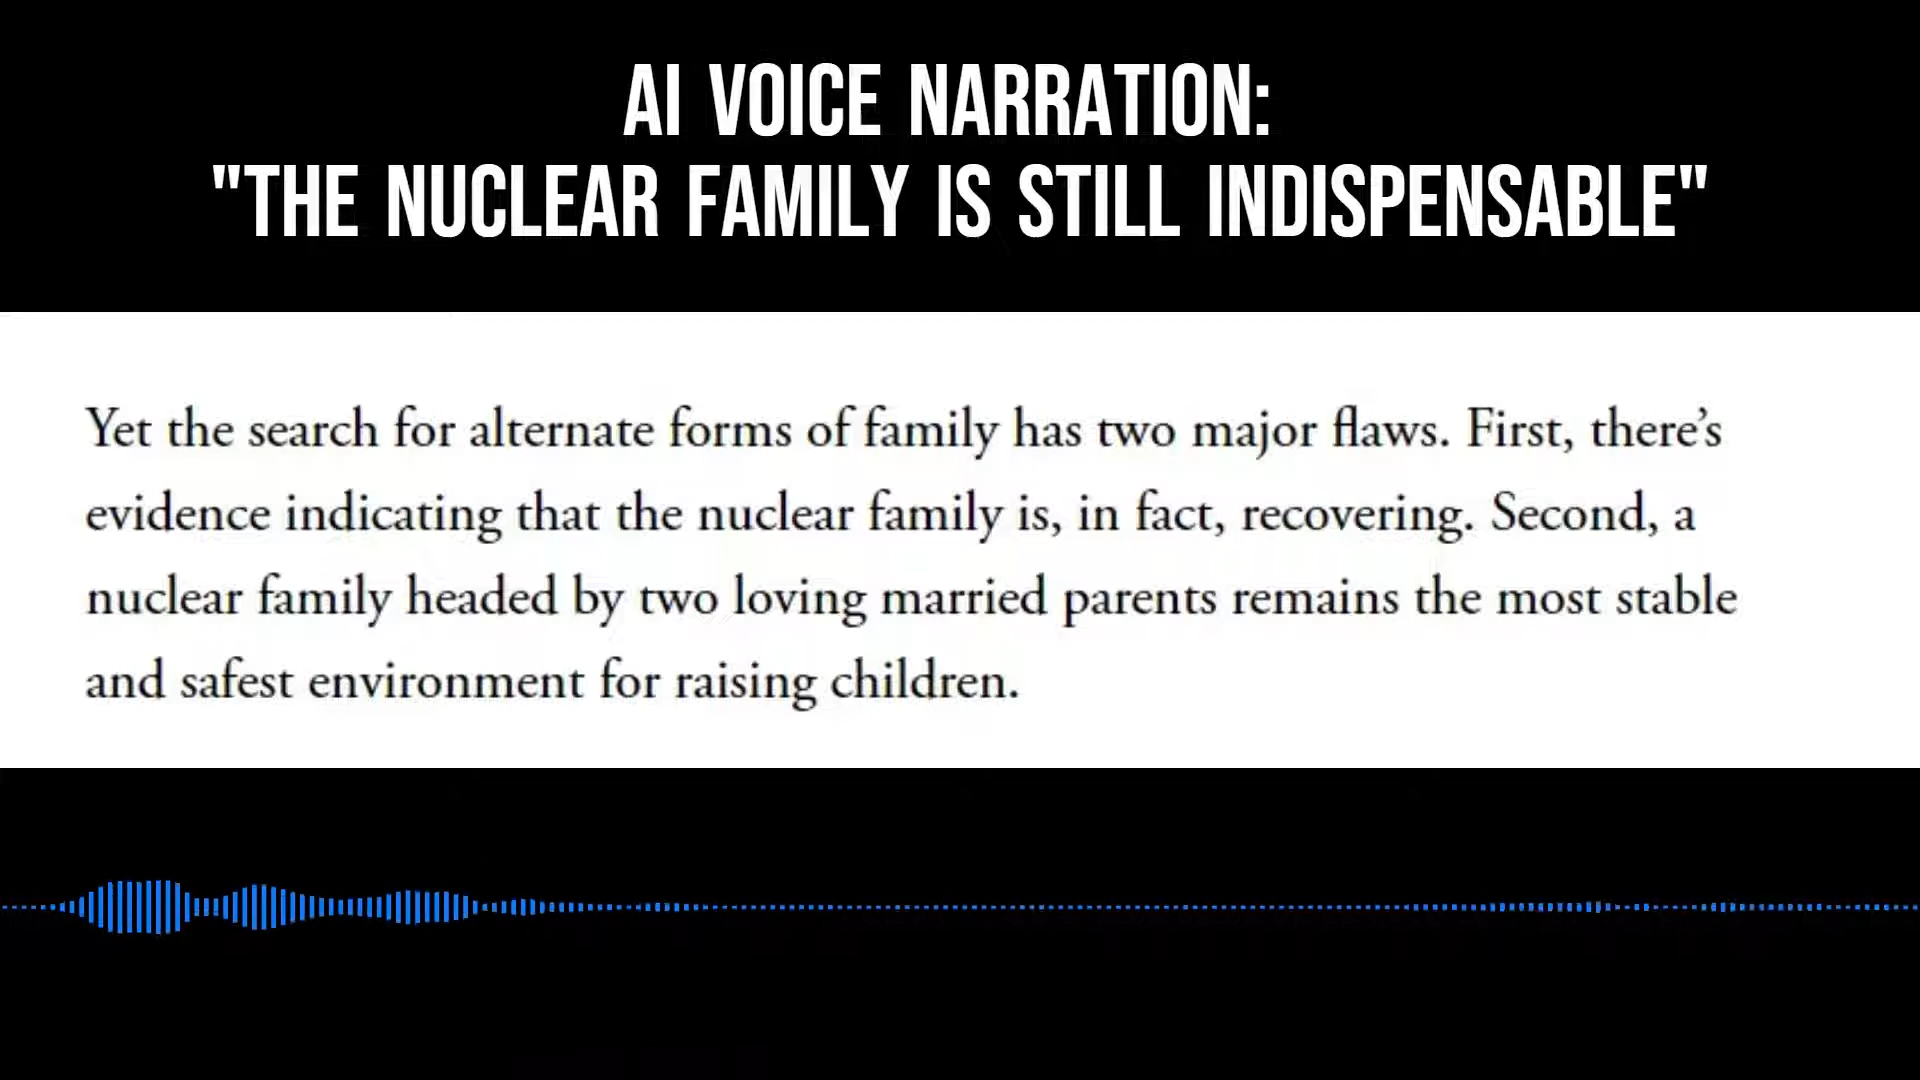 AI VOICE NARRATION:
"THE NUCLEAR FAMILY IS STILL INDISPENSABLE"
Yet the search for alternate forms of family has two major flaws. First, there’s
evidence indicating that the nuclear family is, in fact, recovering. Second, a
nuclear family headed by two loving married parents remains the most stable
and safest environment for raising children.